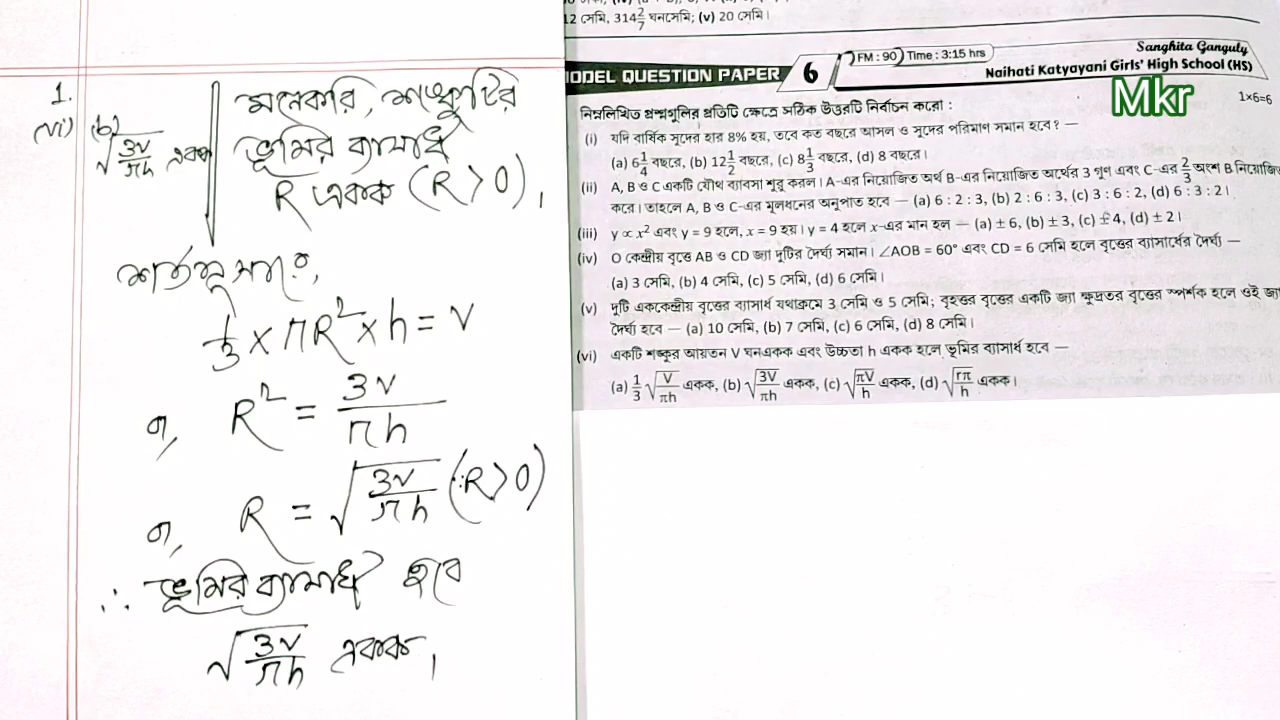 1.
(vi) (b)
√(3V/πh) একক
মনেকরি, শঙ্কুটির
ভূমির ব্যাসার্ধ
R একক (R > 0)।
শর্তানুসারে,
1/3 × πR² × h = V
বা, R² = 3V/πh
বা, R = √(3V/πh) (∵R > 0)
∴ ভূমির ব্যাসার্ধ হবে
√(3V/πh) একক।
12 সেমি, 314 2/7 ঘনসেমি; (v) 20 সেমি।
ODEL QUESTION PAPER 6 FM : 90 Time : 3:15 hrs
Sanghita Ganguly
Naihati Katyayani Girls' High School (HS)
Mkr
নিম্নলিখিত প্রশ্নগুলির প্রতিটি ক্ষেত্রে সঠিক উত্তরটি নির্বাচন করো : 1×6=6
(i) যদি বার্ষিক সুদের হার 8% হয়, তবে কত বছরে আসল ও সুদের পরিমাণ সমান হবে? —
(a) 6 1/4 বছরে, (b) 12 1/2 বছরে, (c) 8 1/3 বছরে, (d) 8 বছরে।
(ii) A, B ও C একটি যৌথ ব্যাবসা শুরু করল। A-এর নিয়োজিত অর্থ B-এর নিয়োজিত অর্থের 3 গুণ এবং C-এর 2/3 অংশ B নিয়োজি
করে। তাহলে A, B ও C-এর মূলধনের অনুপাত হবে — (a) 6 : 2 : 3, (b) 2 : 6 : 3, (c) 3 : 6 : 2, (d) 6 : 3 : 2।
(iii) y ∝ x² এবং y = 9 হলে, x = 9 হয়। y = 4 হলে x-এর মান হল — (a) ± 6, (b) ± 3, (c) ± 4, (d) ± 2।
(iv) O কেন্দ্রীয় বৃত্তে AB ও CD জ্যা দুটির দৈর্ঘ্য সমান। ∠AOB = 60° এবং CD = 6 সেমি হলে বৃত্তের ব্যাসার্ধের দৈর্ঘ্য —
(a) 3 সেমি, (b) 4 সেমি, (c) 5 সেমি, (d) 6 সেমি।
(v) দুটি এককেন্দ্রীয় বৃত্তের ব্যাসার্ধ যথাক্রমে 3 সেমি ও 5 সেমি; বৃহত্তর বৃত্তের একটি জ্যা ক্ষুদ্রতর বৃত্তের স্পর্শক হলে ওই জ্যা
দৈর্ঘ্য হবে — (a) 10 সেমি, (b) 7 সেমি, (c) 6 সেমি, (d) 8 সেমি।
(vi) একটি শঙ্কুর আয়তন V ঘনএকক এবং উচ্চতা h একক হলে ভূমির ব্যাসার্ধ হবে —
(a) 1/3 √(V/πh) একক, (b) √(3V/πh) একক, (c) √(πV/h) একক, (d) √(rπ/h) একক।